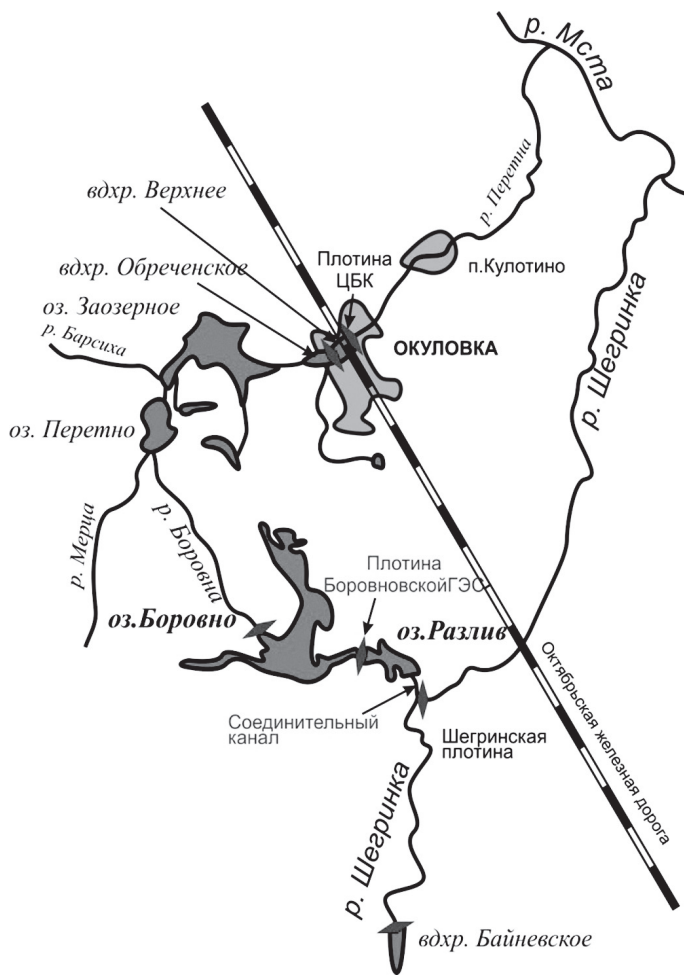 р. Мста
р. Перетна
вдхр. Верхнее
Плотина
ЦБК
п.Кулотино
вдхр. Обреченское
оз. Заозерное
р. Барсиха
ОКУЛОВКА
р. Шегринка
оз. Перетно
р. Мерца
р. Боровна
Плотина
БоровновскойГЭС
оз.Боровно
оз.Разлив
Октябрьская железная дорога
Соединительный
канал
Шегринская
плотина
р. Шегринка
вдхр. Байневское